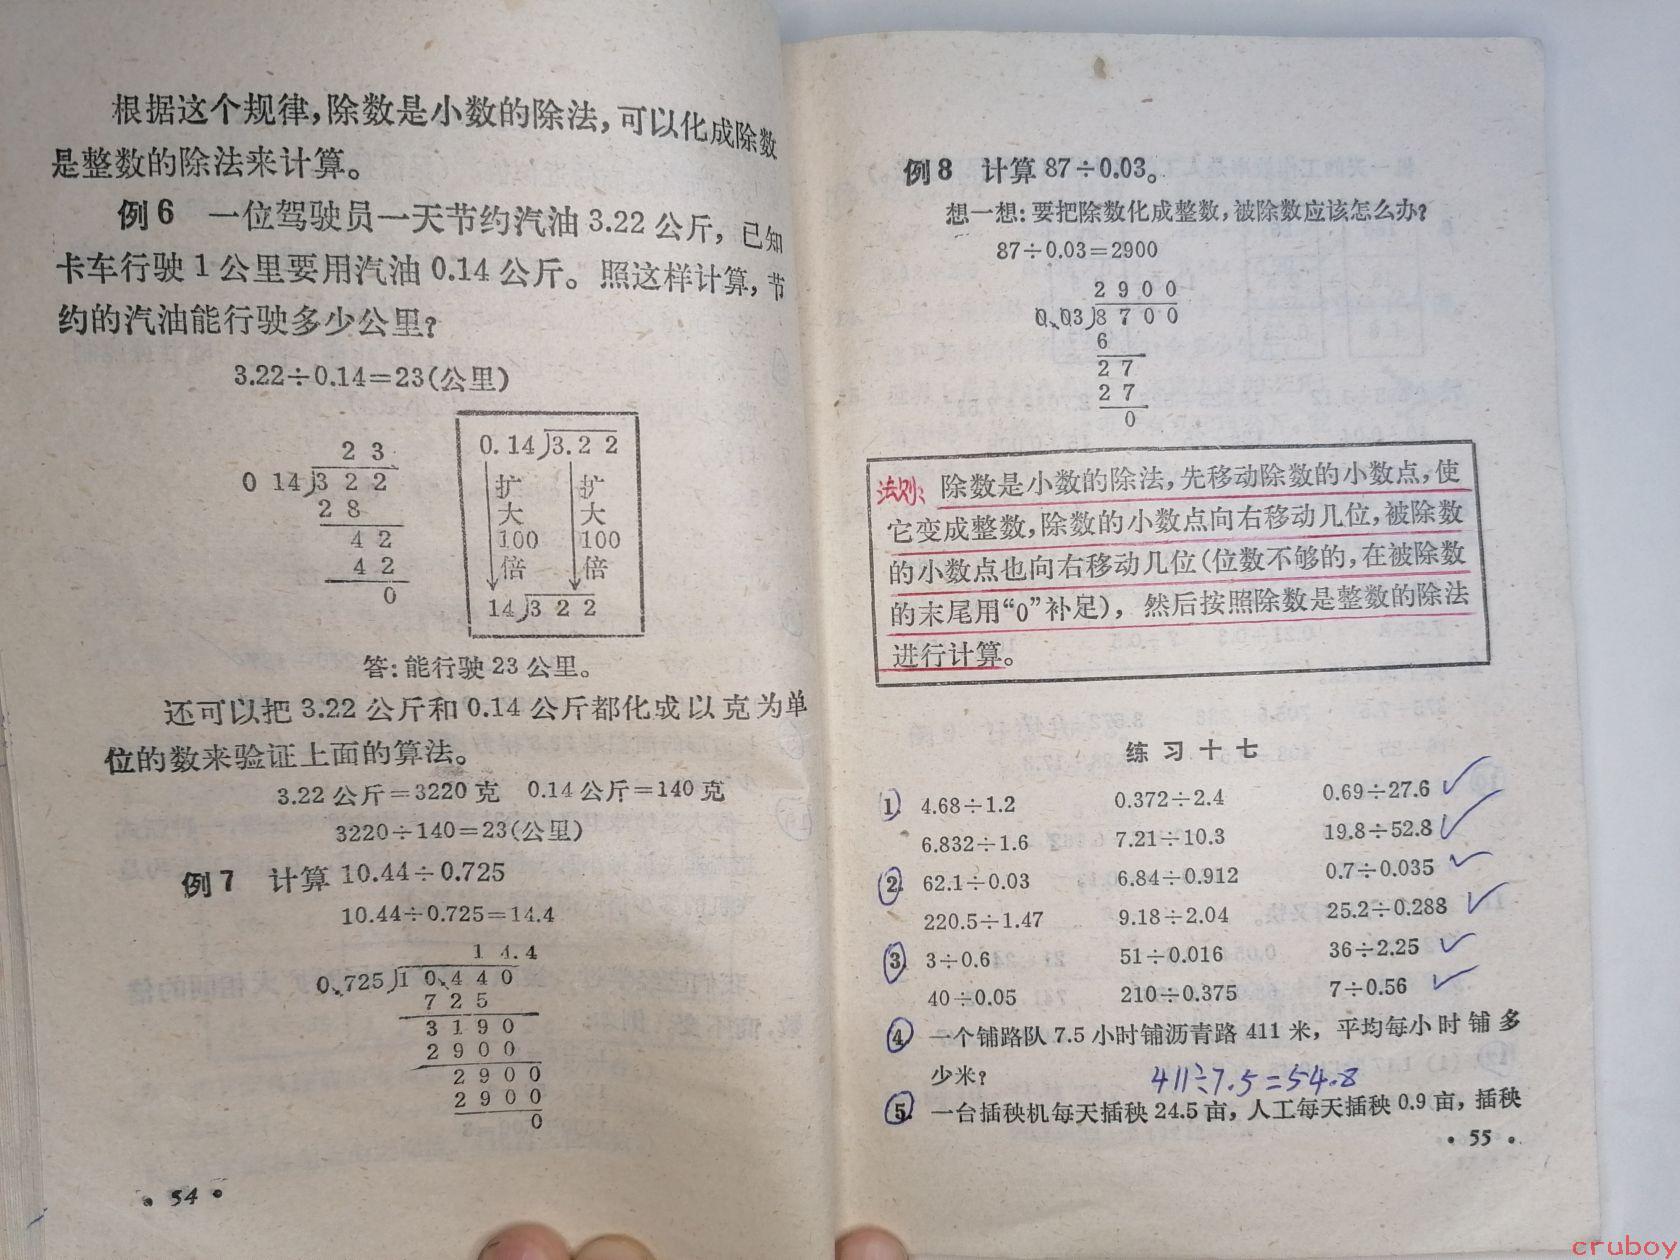 根据这个规律，除数是小数的除法，可以化成除数
是整数的除法来计算。
例6 一位驾驶员一天节约汽油 3.22 公斤，已知
卡车行驶 1 公里要用汽油 0.14 公斤。照这样计算，节
约的汽油能行驶多少公里？
3.22÷0.14=23(公里)
2 3
0 14)3 2 2
2 8
4 2
4 2
0
0.14)3.2 2
扩大100倍 扩大100倍
14)3 2 2
答：能行驶 23 公里。
还可以把 3.22 公斤和 0.14 公斤都化成以克为单
位的数来验证上面的算法。
3.22 公斤=3220 克 0.14 公斤=140 克
3220÷140=23(公里)
例7 计算 10.44÷0.725
10.44÷0.725=14.4
1 4.4
0.725)1 0.4 4 0
7 2 5
3 1 9 0
2 9 0 0
2 9 0 0
2 9 0 0
0
• 54 •
例8 计算 87÷0.03。
想一想：要把除数化成整数，被除数应该怎么办？
87÷0.03=2900
2 9 0 0
0.03)8 7 0 0
6
2 7
2 7
0
法则：除数是小数的除法，先移动除数的小数点，使
它变成整数，除数的小数点向右移动几位，被除数
的小数点也向右移动几位（位数不够的，在被除数
的末尾用“0”补足），然后按照除数是整数的除法
进行计算。
练习十七
1. 4.68÷1.2 0.372÷2.4 0.69÷27.6
6.832÷1.6 7.21÷10.3 19.8÷52.8
2. 62.1÷0.03 6.84÷0.912 0.7÷0.035
220.5÷1.47 9.18÷2.04 25.2÷0.288
3. 3÷0.6 51÷0.016 36÷2.25
40÷0.05 210÷0.375 7÷0.56
4. 一个铺路队 7.5 小时铺沥青路 411 米，平均每小时铺多
少米？ 411÷7.5=54.8
5. 一台插秧机每天插秧 24.5 亩，人工每天插秧 0.9 亩，插秧
• 55 •
cruboy